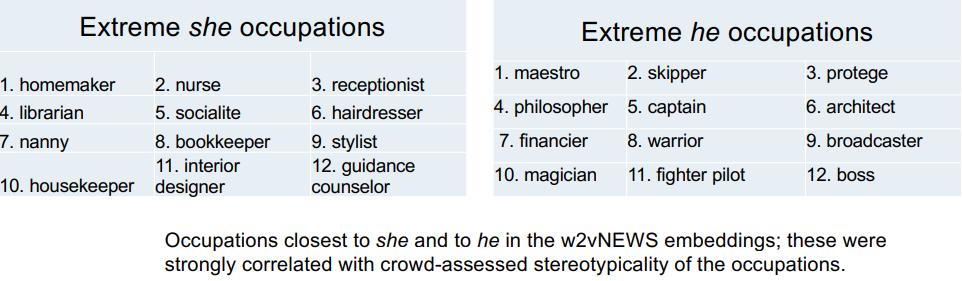 Extreme she occupations
1. homemaker 2. nurse 3. receptionist
4. librarian 5. socialite 6. hairdresser
7. nanny 8. bookkeeper 9. stylist
10. housekeeper 11. interior designer 12. guidance counselor
Extreme he occupations
1. maestro 2. skipper 3. protege
4. philosopher 5. captain 6. architect
7. financier 8. warrior 9. broadcaster
10. magician 11. fighter pilot 12. boss
Occupations closest to she and to he in the w2vNEWS embeddings; these were
strongly correlated with crowd-assessed stereotypicality of the occupations.